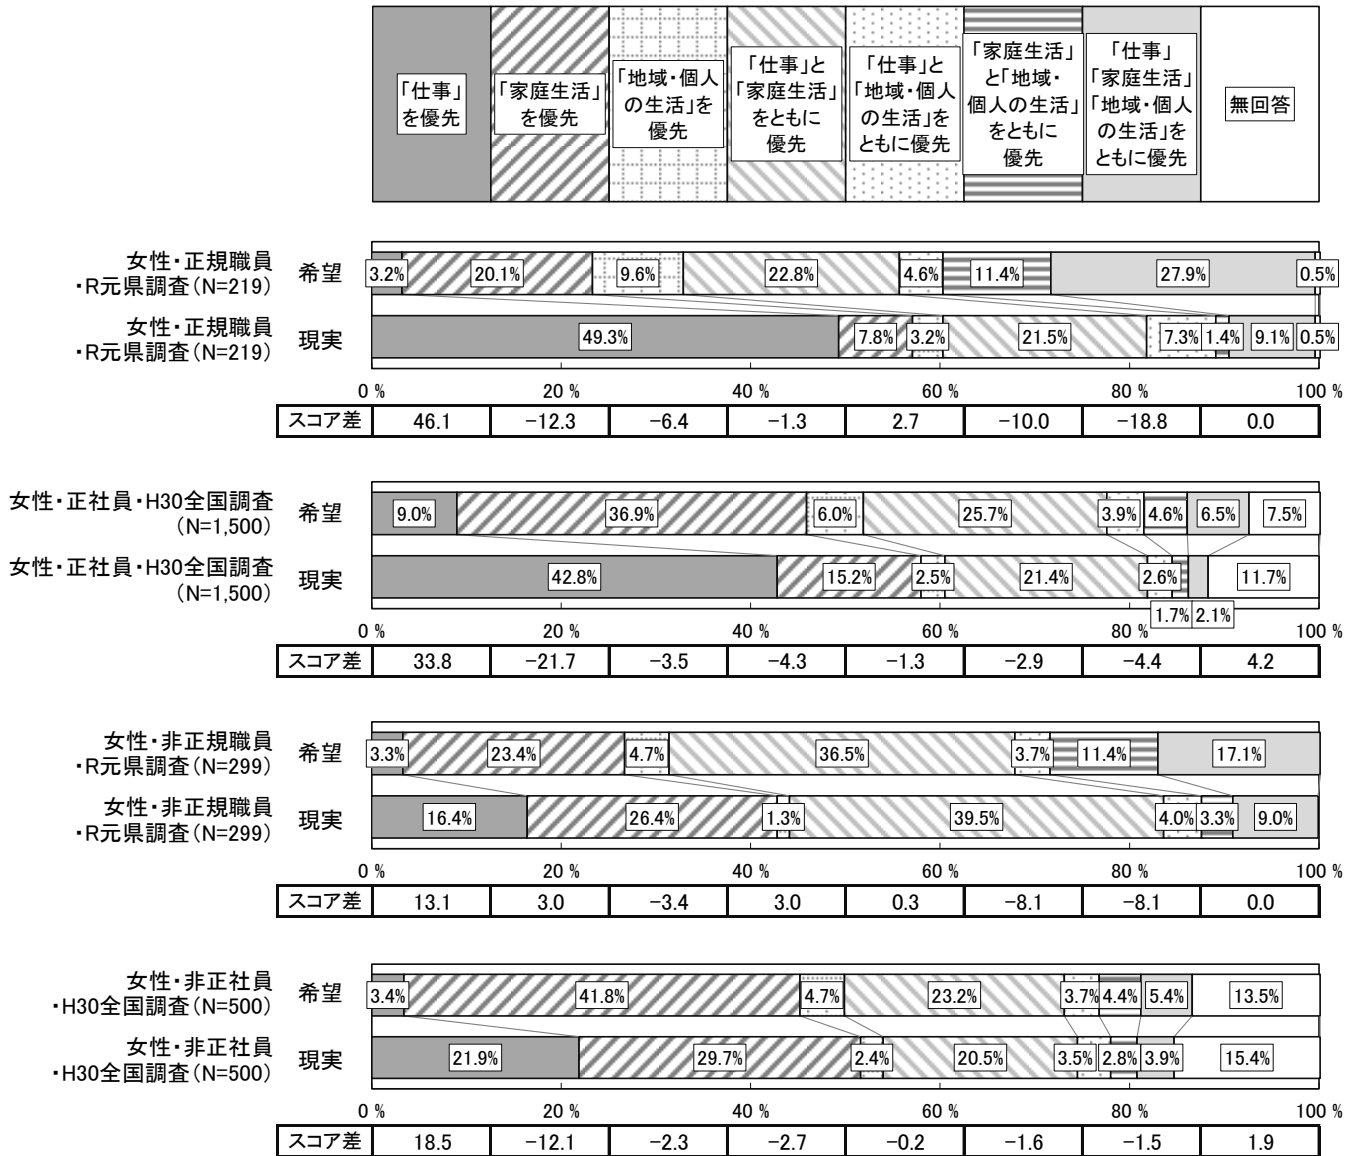 「仕事」
を優先
「家庭生活」
を優先
「地域・個人
の生活」を
優先
「仕事」と
「家庭生活」
をともに
優先
「仕事」と
「地域・個人
の生活」を
ともに優先
「家庭生活」
と「地域・
個人の生活」
をともに
優先
「仕事」
「家庭生活」
「地域・個人
の生活」を
ともに優先
無回答
女性・正規職員
・R元県調査(N=219)
希望
3.2% 20.1% 9.6% 22.8% 4.6% 11.4% 27.9% 0.5%
女性・正規職員
・R元県調査(N=219)
現実
49.3% 7.8% 3.2% 21.5% 7.3% 1.4% 9.1% 0.5%
0 % 20 % 40 % 60 % 80 % 100 %
スコア差 46.1 −12.3 −6.4 −1.3 2.7 −10.0 −18.8 0.0
女性・正社員・H30全国調査
(N=1,500)
希望
9.0% 36.9% 6.0% 25.7% 3.9% 4.6% 6.5% 7.5%
女性・正社員・H30全国調査
(N=1,500)
現実
42.8% 15.2% 2.5% 21.4% 2.6% 11.7%
1.7% 2.1%
0 % 20 % 40 % 60 % 80 % 100 %
スコア差 33.8 −21.7 −3.5 −4.3 −1.3 −2.9 −4.4 4.2
女性・非正規職員
・R元県調査(N=299)
希望
3.3% 23.4% 4.7% 36.5% 3.7% 11.4% 17.1%
女性・非正規職員
・R元県調査(N=299)
現実
16.4% 26.4% 1.3% 39.5% 4.0% 3.3% 9.0%
0 % 20 % 40 % 60 % 80 % 100 %
スコア差 13.1 3.0 −3.4 3.0 0.3 −8.1 −8.1 0.0
女性・非正社員
・H30全国調査(N=500)
希望
3.4% 41.8% 4.7% 23.2% 3.7% 4.4% 5.4% 13.5%
女性・非正社員
・H30全国調査(N=500)
現実
21.9% 29.7% 2.4% 20.5% 3.5% 2.8% 3.9% 15.4%
0 % 20 % 40 % 60 % 80 % 100 %
スコア差 18.5 −12.1 −2.3 −2.7 −0.2 −1.6 −1.5 1.9